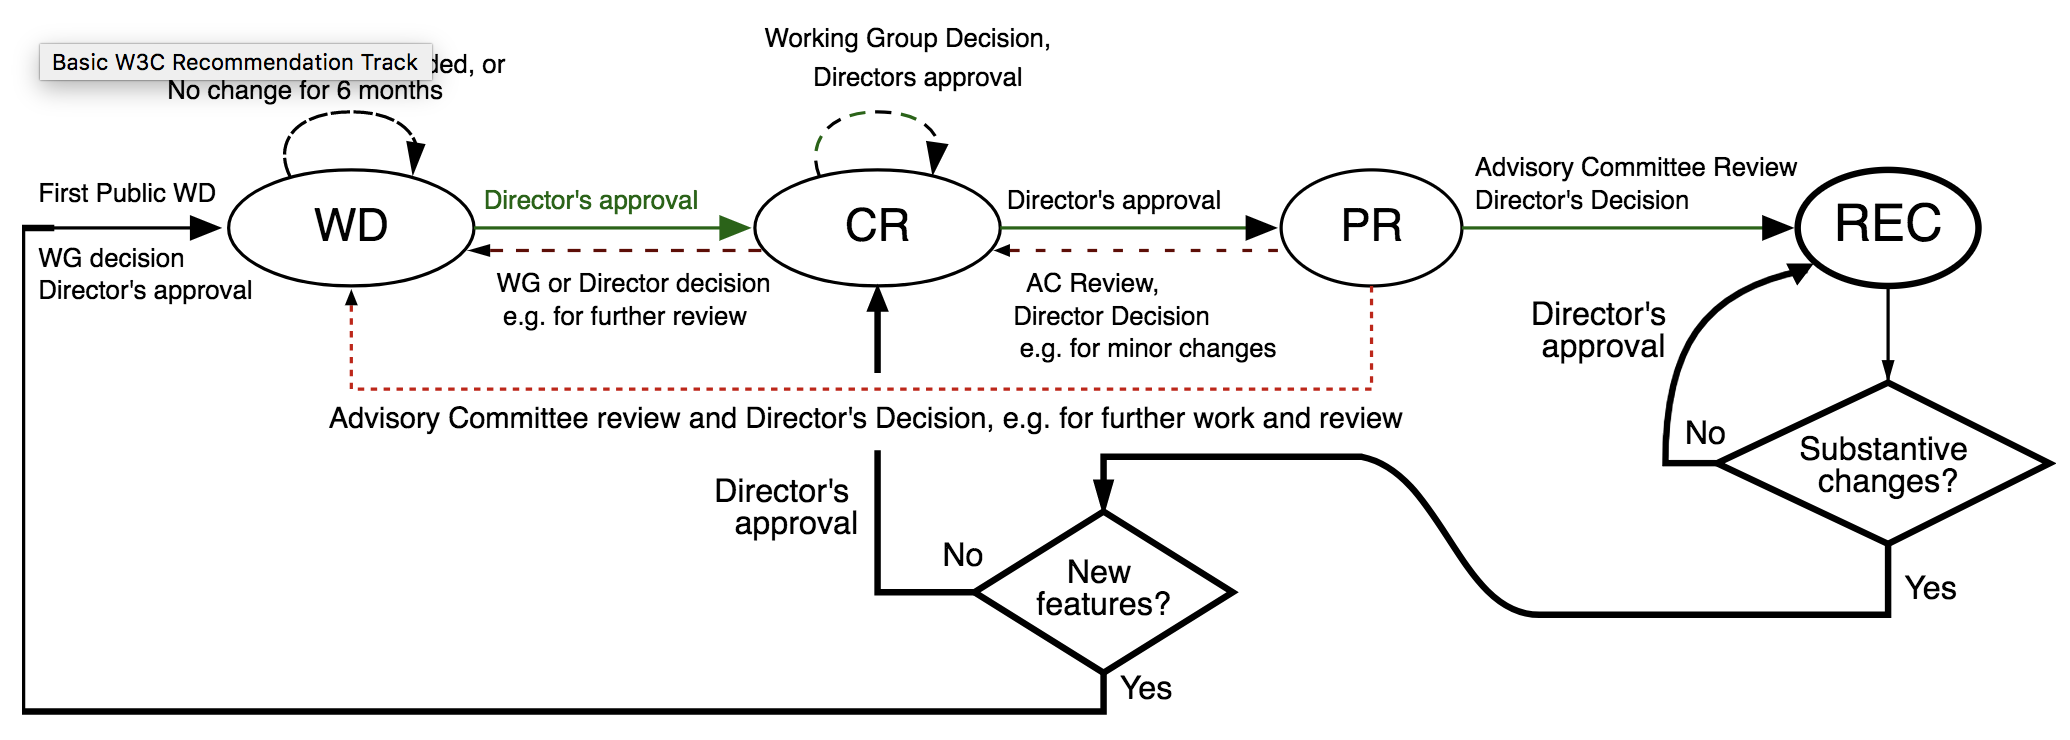 Basic W3C Recommendation Track
or
No change for 6 months
Working Group Decision,
Directors approval
First Public WD
WG decision
Director's approval
WD
Director's approval
WG or Director decision
e.g. for further review
CR
Director's approval
AC Review,
Director Decision
e.g. for minor changes
PR
Advisory Committee Review
Director's Decision
REC
Director's
approval
No
Substantive
changes?
Yes
Advisory Committee review and Director's Decision, e.g. for further work and review
Director's
approval
No
New
features?
Yes